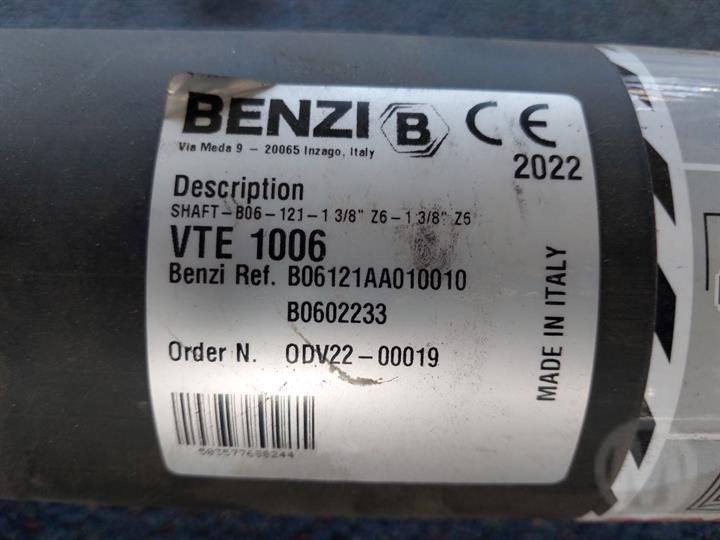 BENZI B CE
Via Meda 9 - 20065 Inzago, Italy
2022
Description
SHAFT-B06-121-1 3/8" Z6-1 3/8" Z6
VTE 1006
Benzi Ref. B06121AA010010
B0602233
Order N. ODV22-00019
MADE IN ITALY
503577688244